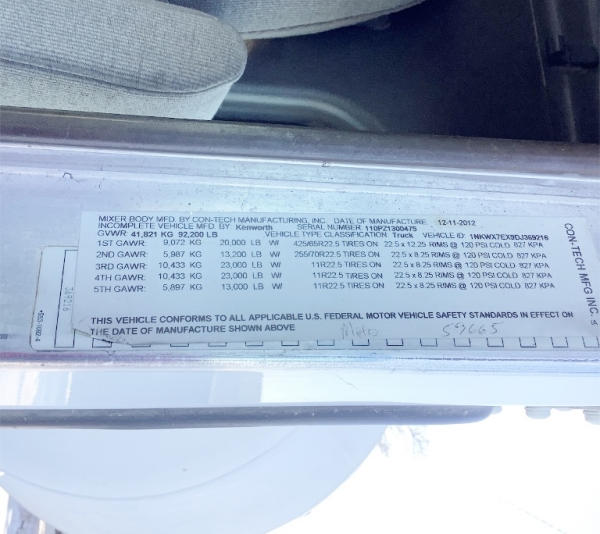 MIXER BODY MFD. BY CON-TECH MANUFACTURING, INC. DATE OF MANUFACTURE 12-11-2012
INCOMPLETE VEHICLE MFD. BY Kenworth SERIAL NUMBER 110PZ1300475
GVWR: 41,821 KG 92,200 LB VEHICLE TYPE CLASSIFICATION: Truck VEHICLE ID: 1NKWX7EX9DJ369216
1ST GAWR: 9,072 KG 20,000 LB W/ 425/65R22.5 TIRES ON 22.5 x 12.25 RIMS @ 120 PSI COLD 827 KPA
2ND GAWR: 5,987 KG 13,200 LB W/ 255/70R22.5 TIRES ON 22.5 x 8.25 RIMS @ 120 PSI COLD 827 KPA
3RD GAWR: 10,433 KG 23,000 LB W/ 11R22.5 TIRES ON 22.5 x 8.25 RIMS @ 120 PSI COLD 827 KPA
4TH GAWR: 10,433 KG 23,000 LB W/ 11R22.5 TIRES ON 22.5 x 8.25 RIMS @ 120 PSI COLD 827 KPA
5TH GAWR: 5,897 KG 13,000 LB W/ 11R22.5 TIRES ON 22.5 x 8.25 RIMS @ 120 PSI COLD 827 KPA
THIS VEHICLE CONFORMS TO ALL APPLICABLE U.S. FEDERAL MOTOR VEHICLE SAFETY STANDARDS IN EFFECT ON
THE DATE OF MANUFACTURE SHOWN ABOVE
CON-TECH MFG INC.
369216